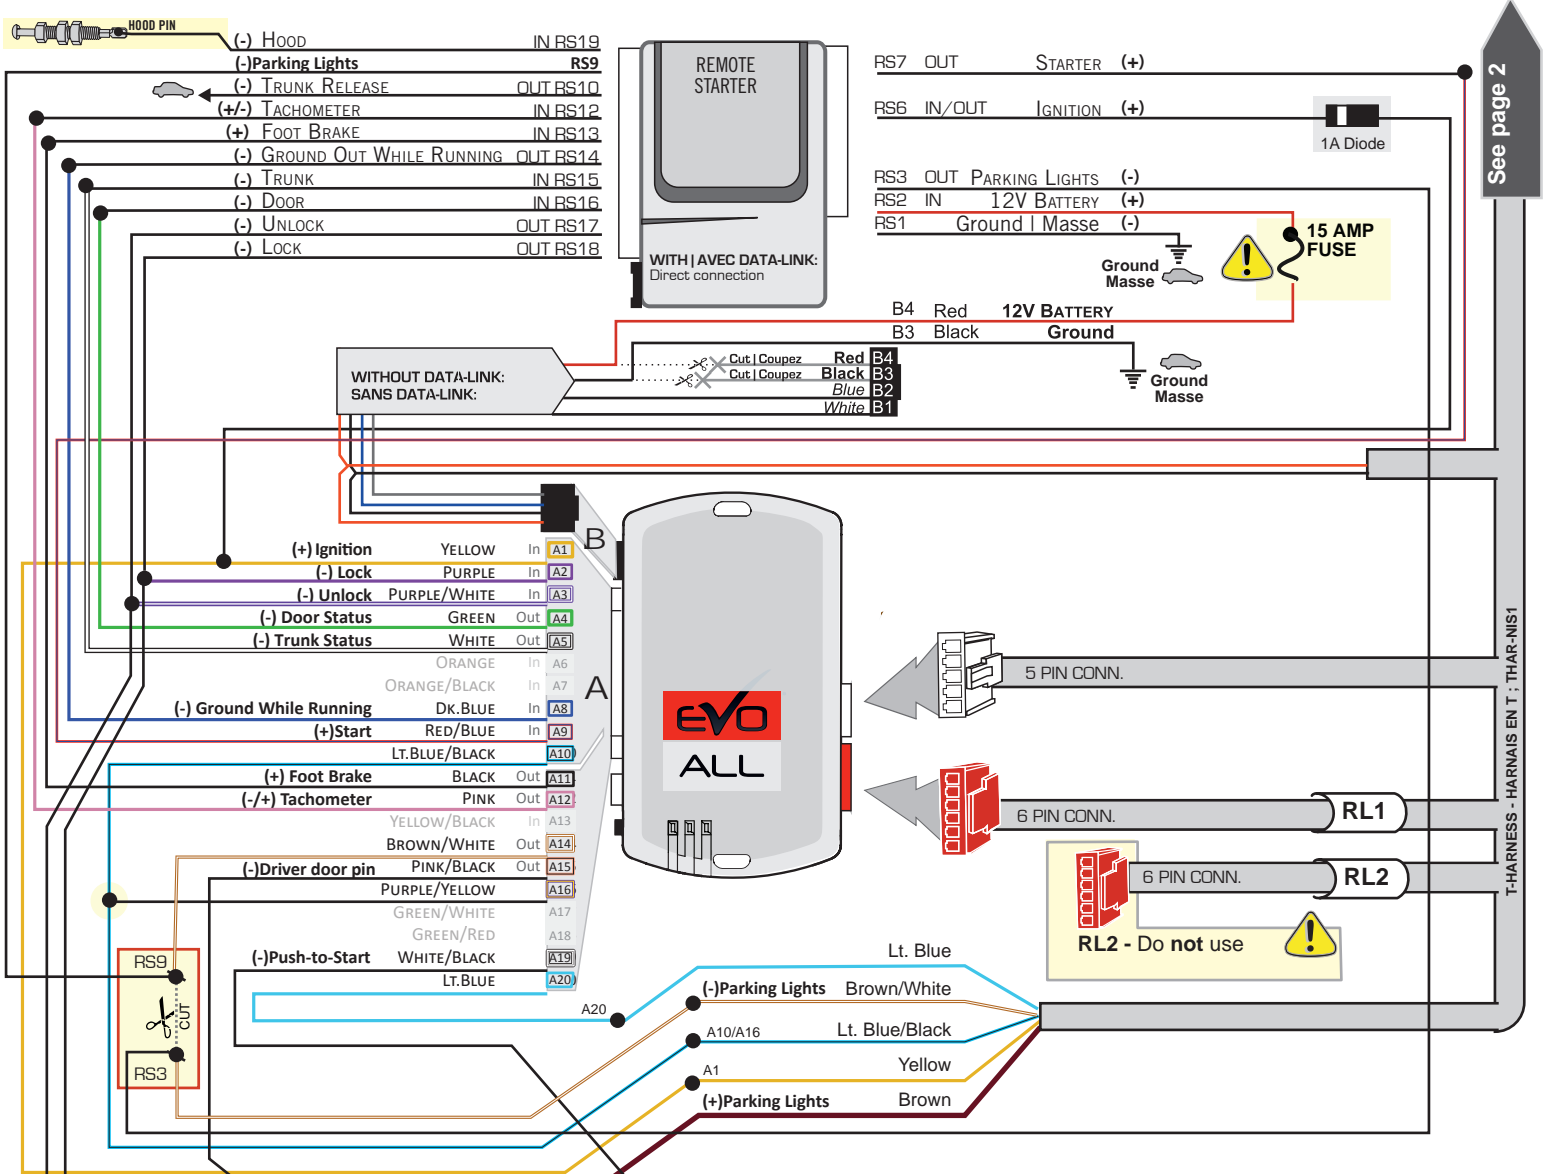 HOOD PIN
(-) HOOD IN RS19
(-)Parking Lights RS9
(-) TRUNK RELEASE OUT RS10
(+/-) TACHOMETER IN RS12
(+) FOOT BRAKE IN RS13
(-) GROUND OUT WHILE RUNNING OUT RS14
(-) TRUNK IN RS15
(-) DOOR IN RS16
(-) UNLOCK OUT RS17
(-) LOCK OUT RS18
REMOTE
STARTER
WITH | AVEC DATA-LINK:
Direct connection
RS7 OUT STARTER (+)
RS6 IN/OUT IGNITION (+)
1A Diode
RS3 OUT PARKING LIGHTS (-)
RS2 IN 12V BATTERY (+)
RS1 Ground | Masse (-)
Ground
Masse
15 AMP
FUSE
See page 2
B4 Red 12V BATTERY
B3 Black Ground
Ground
Masse
WITHOUT DATA-LINK:
SANS DATA-LINK:
Cut | Coupez Red B4
Cut | Coupez Black B3
Blue B2
White B1
B
A
(+) Ignition YELLOW In A1
(-) Lock PURPLE In A2
(-) Unlock PURPLE/WHITE In A3
(-) Door Status GREEN Out A4
(-) Trunk Status WHITE Out A5
ORANGE In A6
ORANGE/BLACK In A7
(-) Ground While Running DK.BLUE In A8
(+)Start RED/BLUE In A9
LT.BLUE/BLACK A10
(+) Foot Brake BLACK Out A11
(-/+) Tachometer PINK Out A12
YELLOW/BLACK In A13
BROWN/WHITE Out A14
(-)Driver door pin PINK/BLACK Out A15
PURPLE/YELLOW A16
GREEN/WHITE A17
GREEN/RED A18
(-)Push-to-Start WHITE/BLACK A19
LT.BLUE A20
EVO
ALL
5 PIN CONN.
6 PIN CONN. RL1
6 PIN CONN. RL2
RL2 - Do not use
T-HARNESS - HARNAIS EN T ; THAR-NIS1
RS9
CUT
RS3
A20 Lt. Blue
(-)Parking Lights Brown/White
A10/A16 Lt. Blue/Black
A1 Yellow
(+)Parking Lights Brown